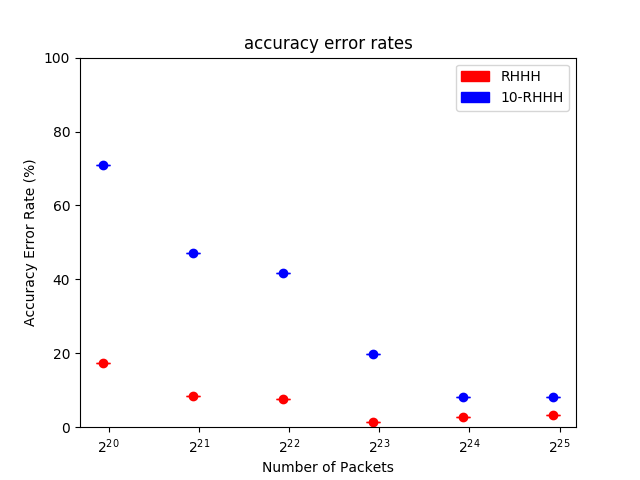 accuracy error rates
RHHH
10-RHHH
Accuracy Error Rate (%)
100
80
60
40
20
0
2^20 2^21 2^22 2^23 2^24 2^25
Number of Packets